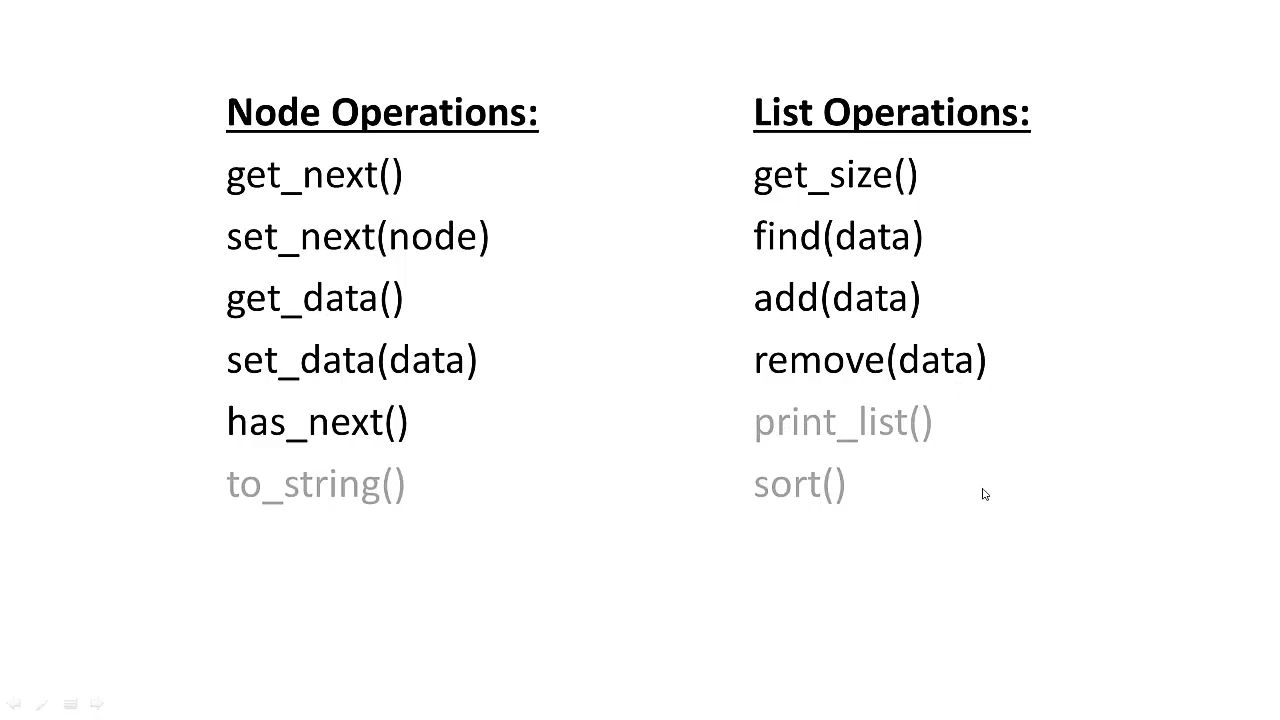 Node Operations:
get_next()
set_next(node)
get_data()
set_data(data)
has_next()
to_string()
List Operations:
get_size()
find(data)
add(data)
remove(data)
print_list()
sort()